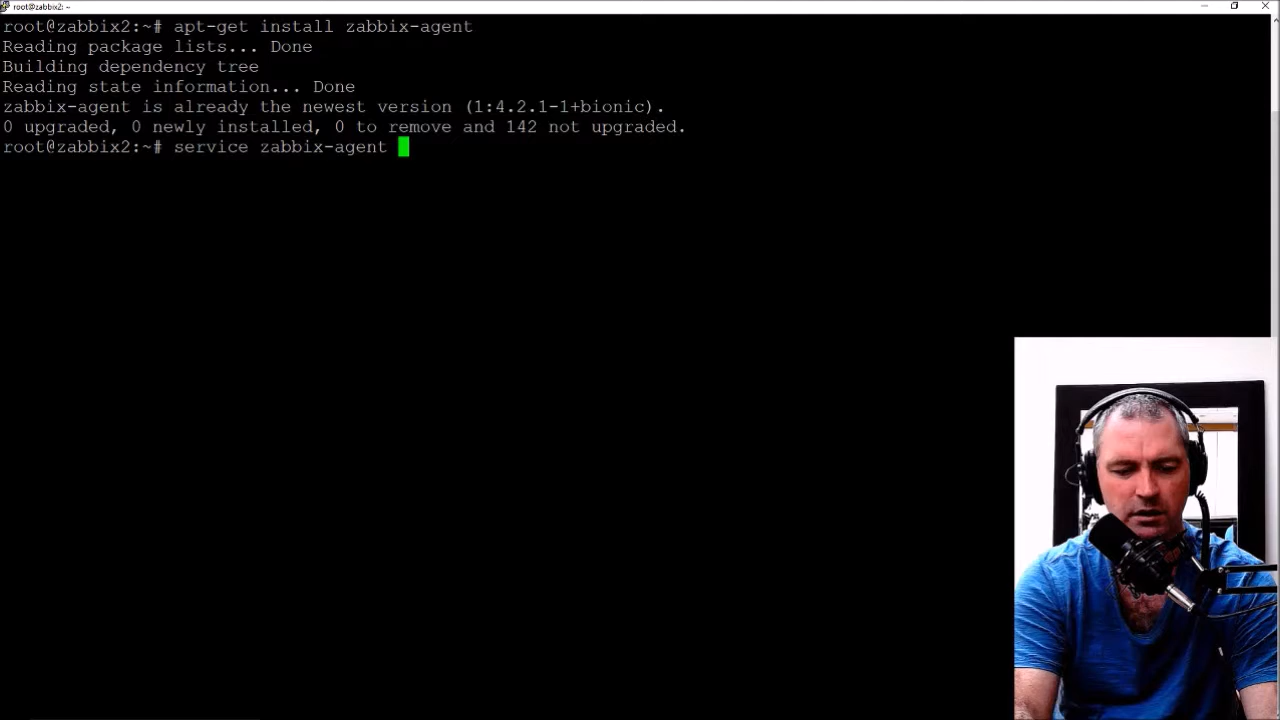 root@zabbix2: ~
root@zabbix2:~# apt-get install zabbix-agent
Reading package lists... Done
Building dependency tree
Reading state information... Done
zabbix-agent is already the newest version (1:4.2.1-1+bionic).
0 upgraded, 0 newly installed, 0 to remove and 142 not upgraded.
root@zabbix2:~# service zabbix-agent